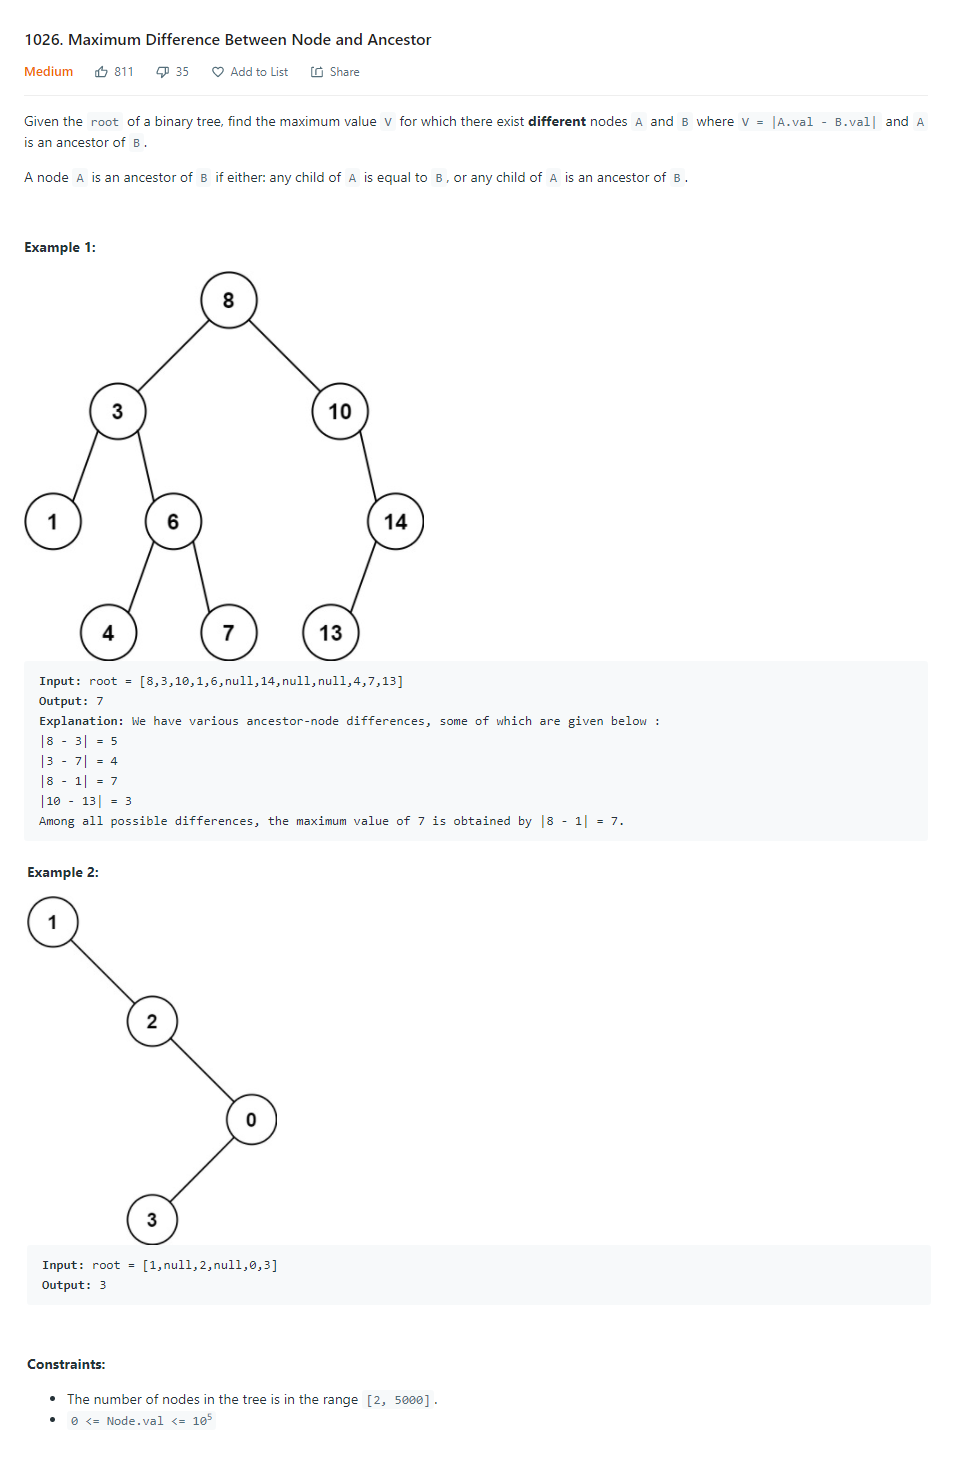 1026. Maximum Difference Between Node and Ancestor
Medium 811 35 Add to List Share
Given the root of a binary tree, find the maximum value V for which there exist different nodes A and B where V = |A.val - B.val| and A
is an ancestor of B.
A node A is an ancestor of B if either: any child of A is equal to B, or any child of A is an ancestor of B.
Example 1:
8
3 10
1 6 14
4 7 13
Input: root = [8,3,10,1,6,null,14,null,null,4,7,13]
Output: 7
Explanation: We have various ancestor-node differences, some of which are given below :
|8 - 3| = 5
|3 - 7| = 4
|8 - 1| = 7
|10 - 13| = 3
Among all possible differences, the maximum value of 7 is obtained by |8 - 1| = 7.
Example 2:
1
2
0
3
Input: root = [1,null,2,null,0,3]
Output: 3
Constraints:
• The number of nodes in the tree is in the range [2, 5000].
• 0 <= Node.val <= 10⁵